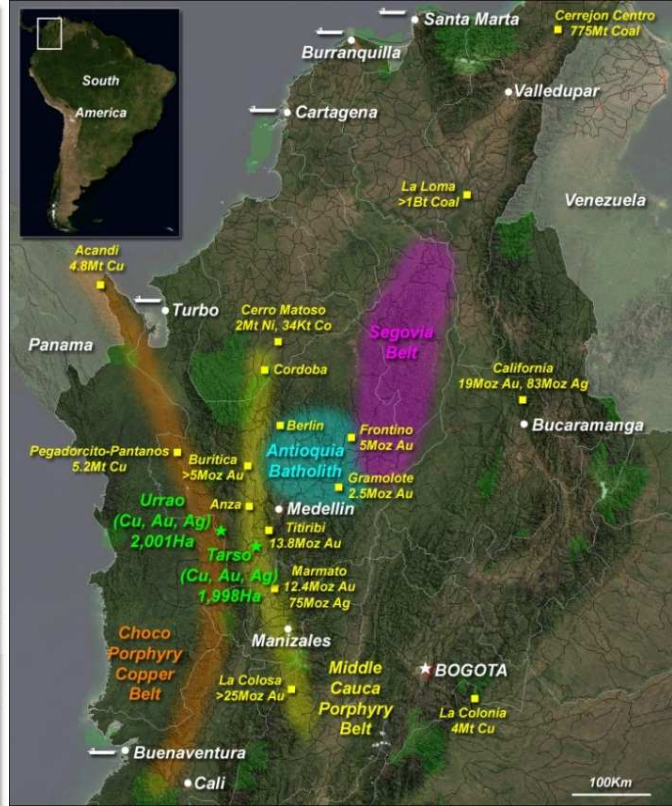 South
America
Santa Marta
Burranquilla
Cerrejon Centro
775Mt Coal
Valledupar
Cartagena
La Loma
>1Bt Coal
Venezuela
Acandi
4.8Mt Cu
Turbo
Cerro Matoso
2Mt Ni, 34Kt Co
Panama
Segovia
Belt
Cordoba
California
19Moz Au, 83Moz Ag
Bucaramanga
Berlin
Frontino
5Moz Au
Antioquia
Batholith
Pegadorcito-Pantanos
5.2Mt Cu
Buritica
>5Moz Au
Gramolote
2.5Moz Au
Anza
Medellin
Urrao
(Cu, Au, Ag)
2,001Ha
Titiribi
13.8Moz Au
Tarso
(Cu, Au, Ag)
1,998Ha
Marmato
12.4Moz Au
75Moz Ag
Manizales
Choco
Porphyry
Copper
Belt
La Colosa
>25Moz Au
Middle
Cauca
Porphyry
Belt
BOGOTA
La Colonia
4Mt Cu
Buenaventura
Cali
100Km